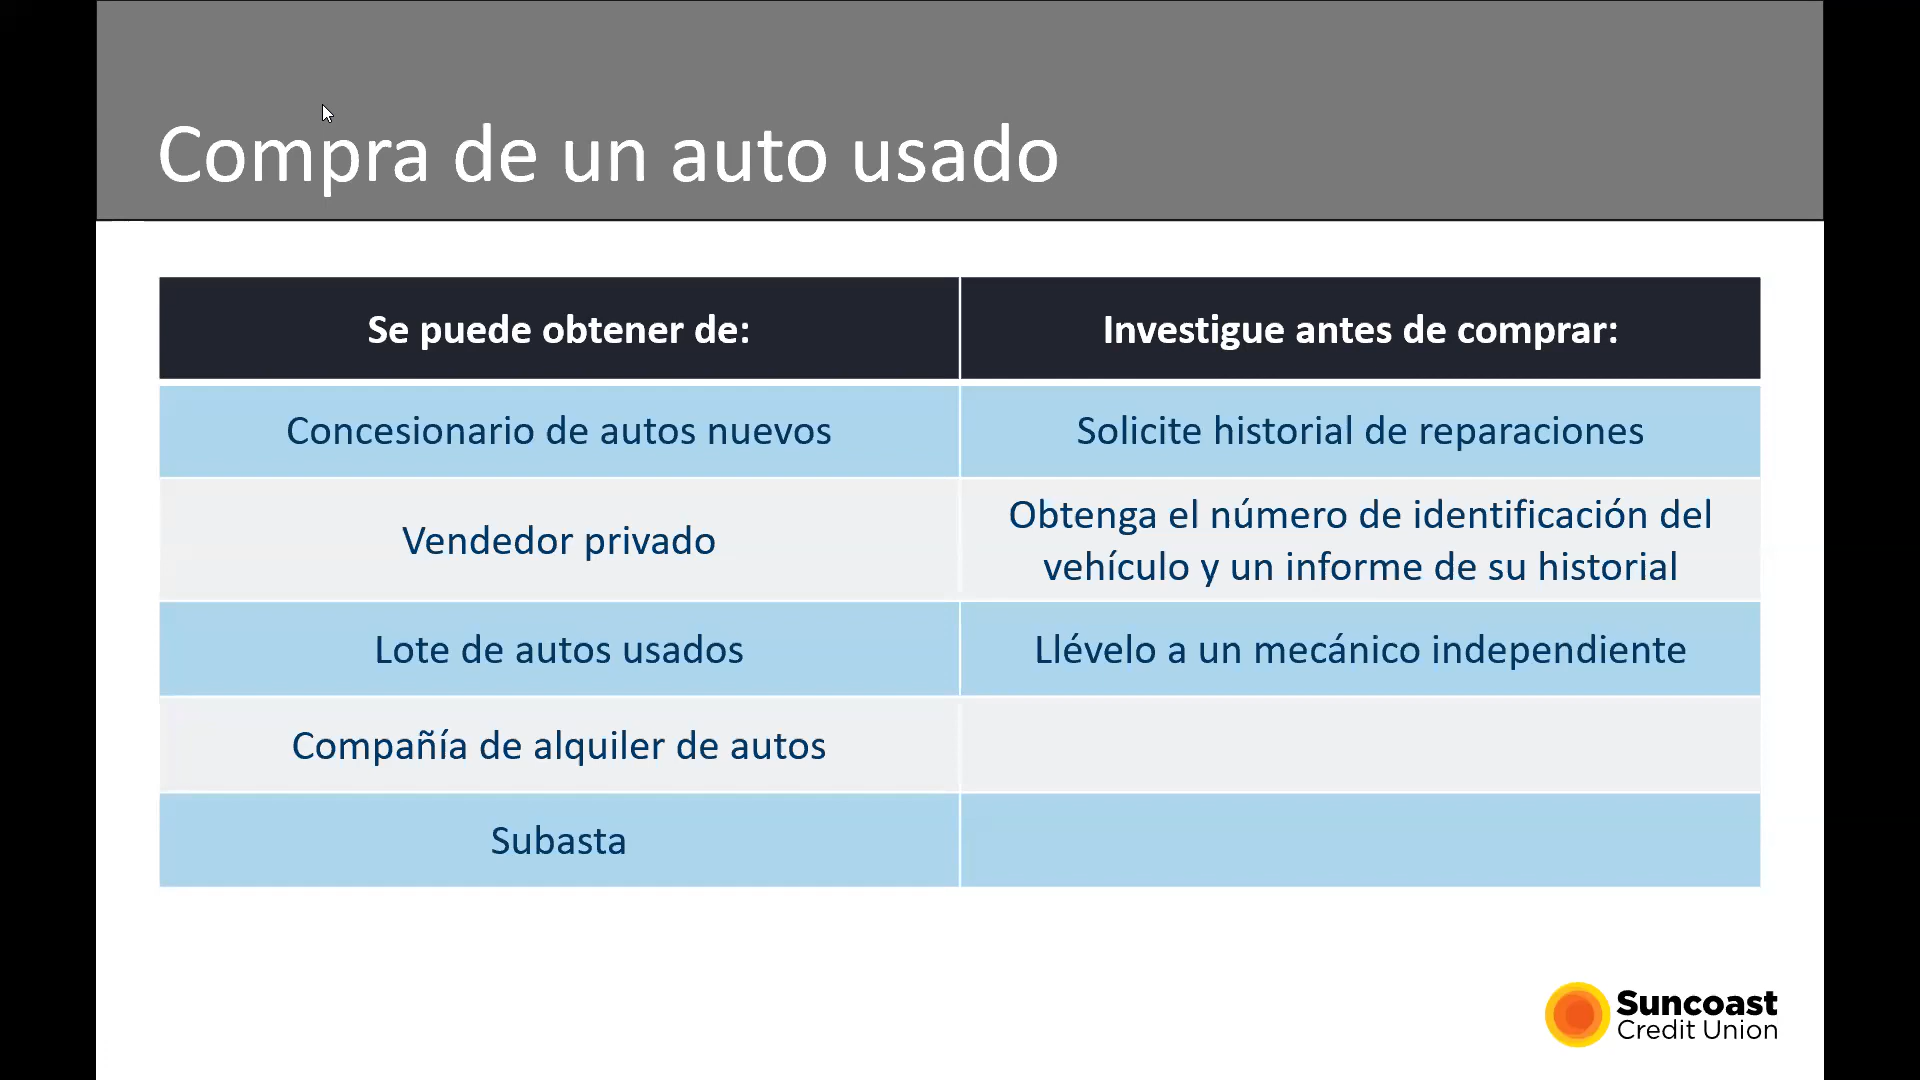 Compra de un auto usado
Se puede obtener de:
Investigue antes de comprar:
Concesionario de autos nuevos
Solicite historial de reparaciones
Vendedor privado
Obtenga el número de identificación del
vehículo y un informe de su historial
Lote de autos usados
Llévelo a un mecánico independiente
Compañía de alquiler de autos
Subasta
Suncoast
Credit Union